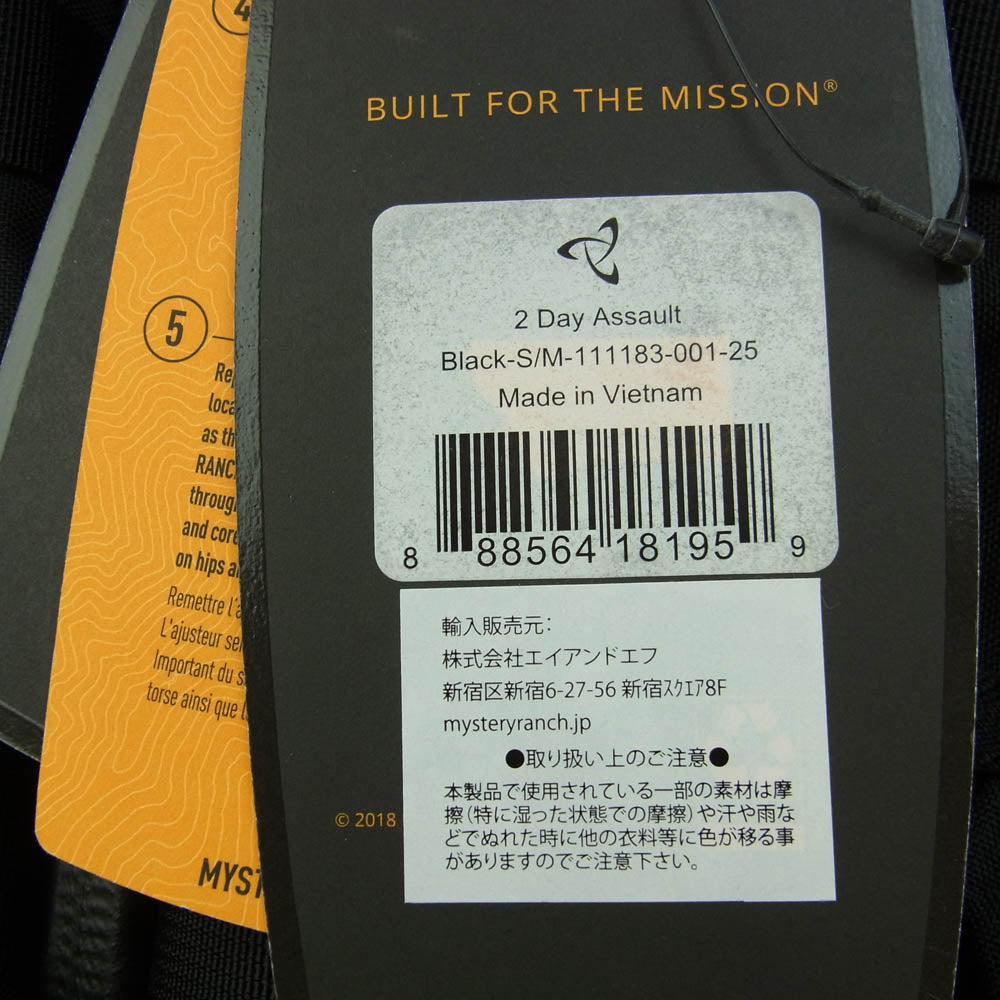 4
BUILT FOR THE MISSION®
2 Day Assault
Black-S/M-111183-001-25
Made in Vietnam
8 88564 18195 9
5
loca
as th
RANC
throug
and core
on hips a
Remettre l'a
L'ajusteur se
Important du s
torse ainsi que
輸入販売元：
株式会社エイアンドエフ
新宿区新宿6-27-56 新宿ｽｸｴｱ8F
mysteryranch.jp
●取り扱い上のご注意●
本製品で使用されている一部の素材は摩
擦（特に湿った状態での摩擦）や汗や雨な
どでぬれた時に他の衣料等に色が移る事
がありますのでご注意下さい。
© 2018
MYST